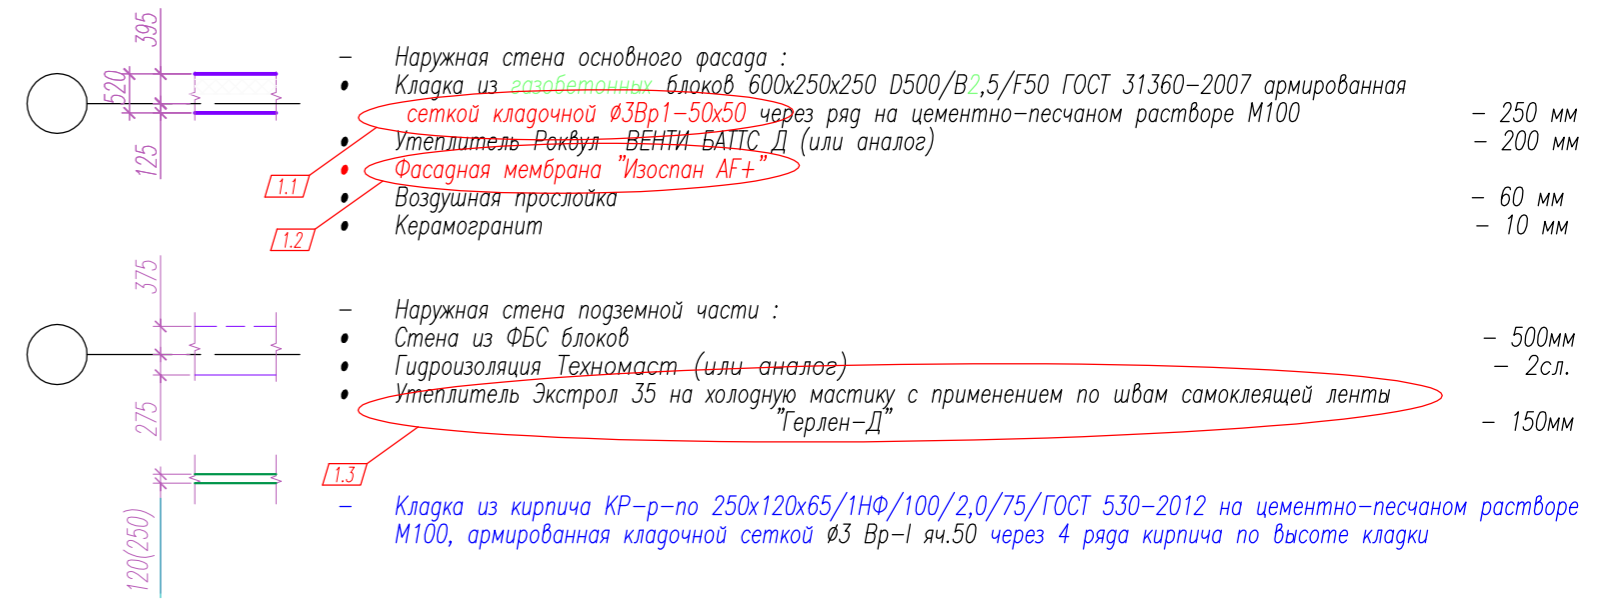 395
520
125
– Наружная стена основного фасада :
• Кладка из газобетонных блоков 600х250х250 D500/В2,5/F50 ГОСТ 31360-2007 армированная
сеткой кладочной ø3Вр1-50х50 через ряд на цементно-песчаном растворе М100 – 250 мм
• Утеплитель Роквул ВЕНТИ БАТТС Д (или аналог) – 200 мм
• Фасадная мембрана "Изоспан AF+"
1.1
• Воздушная прослойка – 60 мм
• Керамогранит – 10 мм
1.2
375
275
– Наружная стена подземной части :
• Стена из ФБС блоков – 500мм
• Гидроизоляция Техномаст (или аналог) – 2сл.
• Утеплитель Экстрол 35 на холодную мастику с применением по швам самоклеящей ленты
"Герлен-Д" – 150мм
1.3
120(250)
– Кладка из кирпича КР-р-по 250х120х65/1НФ/100/2,0/75/ГОСТ 530-2012 на цементно-песчаном растворе
М100, армированная кладочной сеткой ø3 Вр-I яч.50 через 4 ряда кирпича по высоте кладки